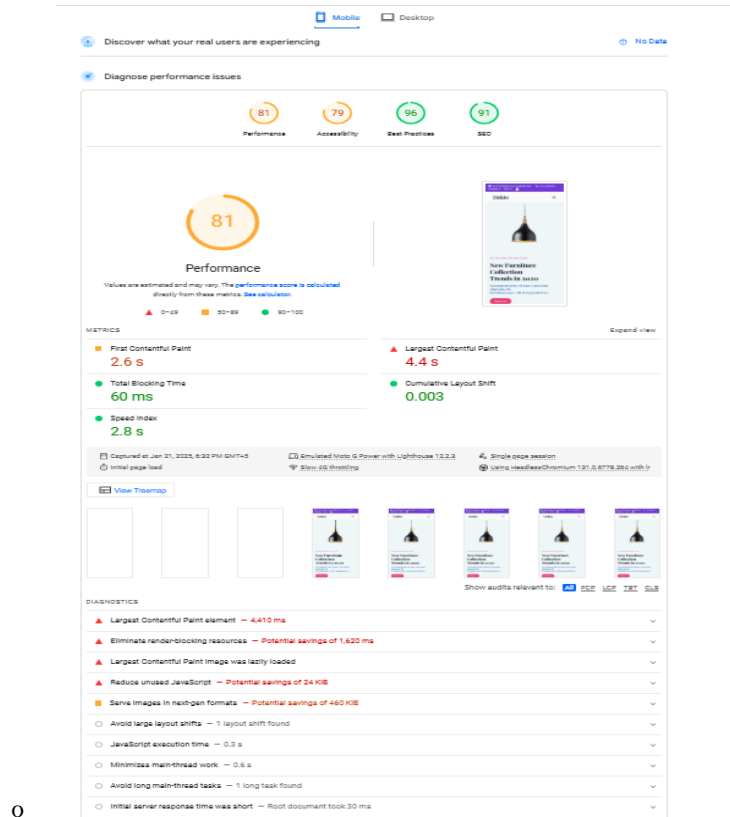 Mobile Desktop
Discover what your real users are experiencing No Data
Diagnose performance issues
81 79 96 91
Performance Accessibility Best Practices SEO
81
Performance
Values are estimated and may vary. The performance score is calculated
directly from these metrics. See calculator.
0–49 50–89 90–100
METRICS Expand view
First Contentful Paint Largest Contentful Paint
2.6 s 4.4 s
Total Blocking Time Cumulative Layout Shift
60 ms 0.003
Speed Index
2.8 s
Captured at Jan 21, 2025, 6:32 PM GMT+5 Emulated Moto G Power with Lighthouse 12.2.3 Single page session
Initial page load Slow 4G throttling Using HeadlessChromium 131.0.6778.264 with lr
View Treemap
New Furniture
Collection
Trends in 2020
Show audits relevant to: All FCP LCP TBT CLS
DIAGNOSTICS
Largest Contentful Paint element — 4,410 ms
Eliminate render-blocking resources — Potential savings of 1,620 ms
Largest Contentful Paint image was lazily loaded
Reduce unused JavaScript — Potential savings of 24 KiB
Serve images in next-gen formats — Potential savings of 460 KiB
Avoid large layout shifts — 1 layout shift found
JavaScript execution time — 0.3 s
Minimizes main-thread work — 0.6 s
Avoid long main-thread tasks — 1 long task found
Initial server response time was short — Root document took 30 ms
o